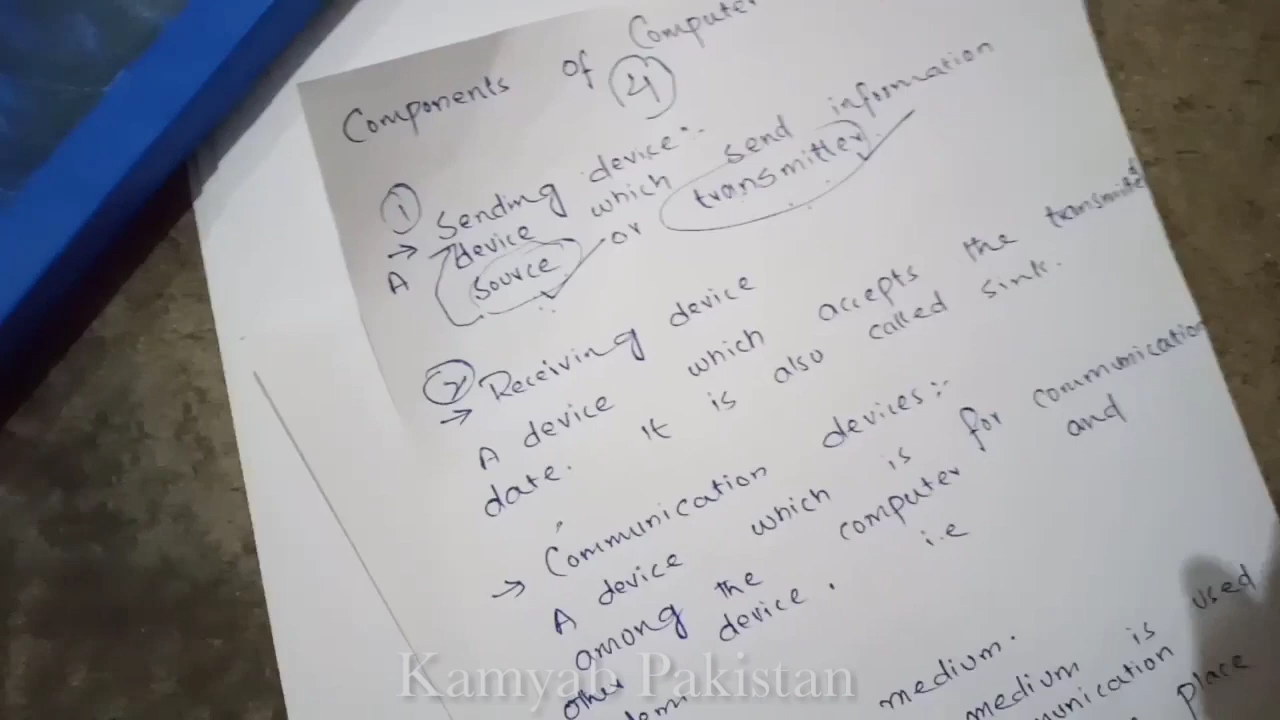 Components of Computer
4
1 Sending device:-
→ A device which send information
source or transmitter.
2 Receiving device
→ A device which accepts the transmitted
date. It is also called sink.
→ Communication devices:-
A device which is for communication
among the computer and
other device. i.e
medium.
medium is used
place
Kamyab Pakistan